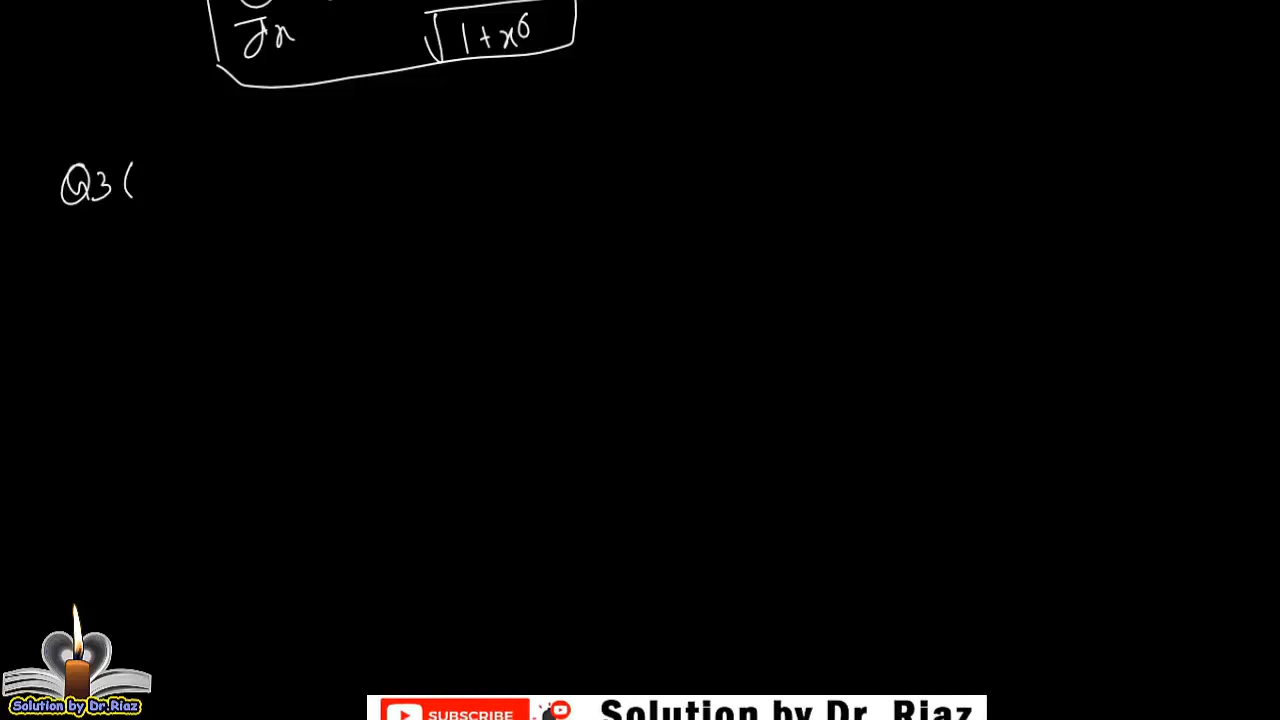 dx √1+x⁶
Q3(
Solution by Dr.Riaz
SUBSCRIBE Solution by Dr. Riaz